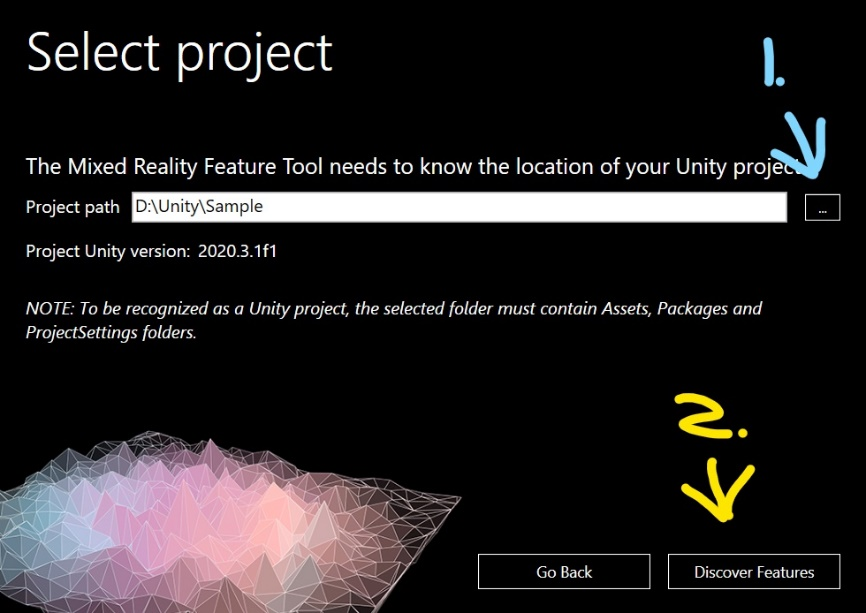 Select project
1.
The Mixed Reality Feature Tool needs to know the location of your Unity project.
Project path D:\Unity\Sample ...
Project Unity version: 2020.3.1f1
NOTE: To be recognized as a Unity project, the selected folder must contain Assets, Packages and
ProjectSettings folders.
2.
Go Back Discover Features